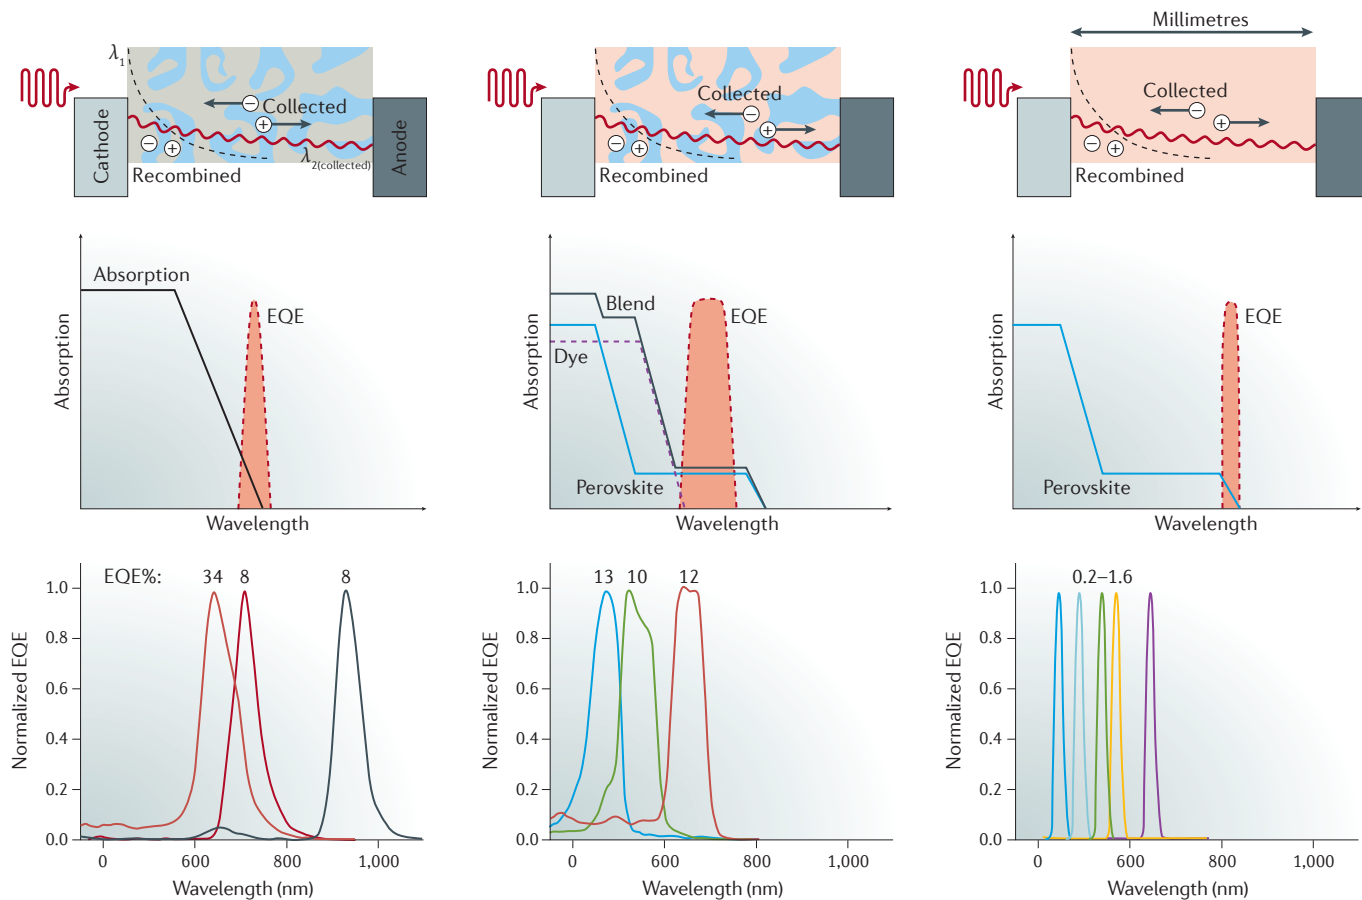 Millimetres
λ1
Collected
λ2(collected)
Cathode
Anode
Recombined
Collected
Recombined
Collected
Recombined
Absorption
Absorption
EQE
Wavelength
Absorption
Blend
Dye
Perovskite
EQE
Wavelength
Absorption
Perovskite
EQE
Wavelength
EQE%: 34 8 8
Normalized EQE
1.0
0.8
0.6
0.4
0.2
0.0
0 600 800 1,000
Wavelength (nm)
13 10 12
Normalized EQE
1.0
0.8
0.6
0.4
0.2
0.0
0 600 800 1,000
Wavelength (nm)
0.2–1.6
Normalized EQE
1.0
0.8
0.6
0.4
0.2
0.0
0 600 800 1,000
Wavelength (nm)